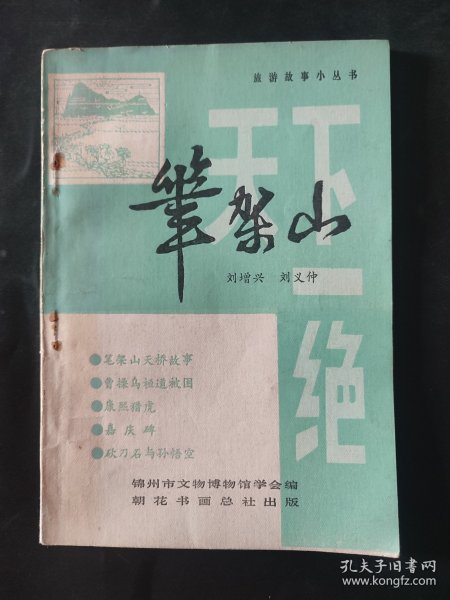 旅游故事小丛书
天下一绝
筆架山
刘增兴 刘义仲
●笔架山天桥故事
●曹操乌桓道救国
●康熙猎虎
●嘉庆碑
●砍刀石与孙悟空
锦州市文物博物馆学会编
朝花书画总社出版
孔夫子旧书网
www.kongfz.com